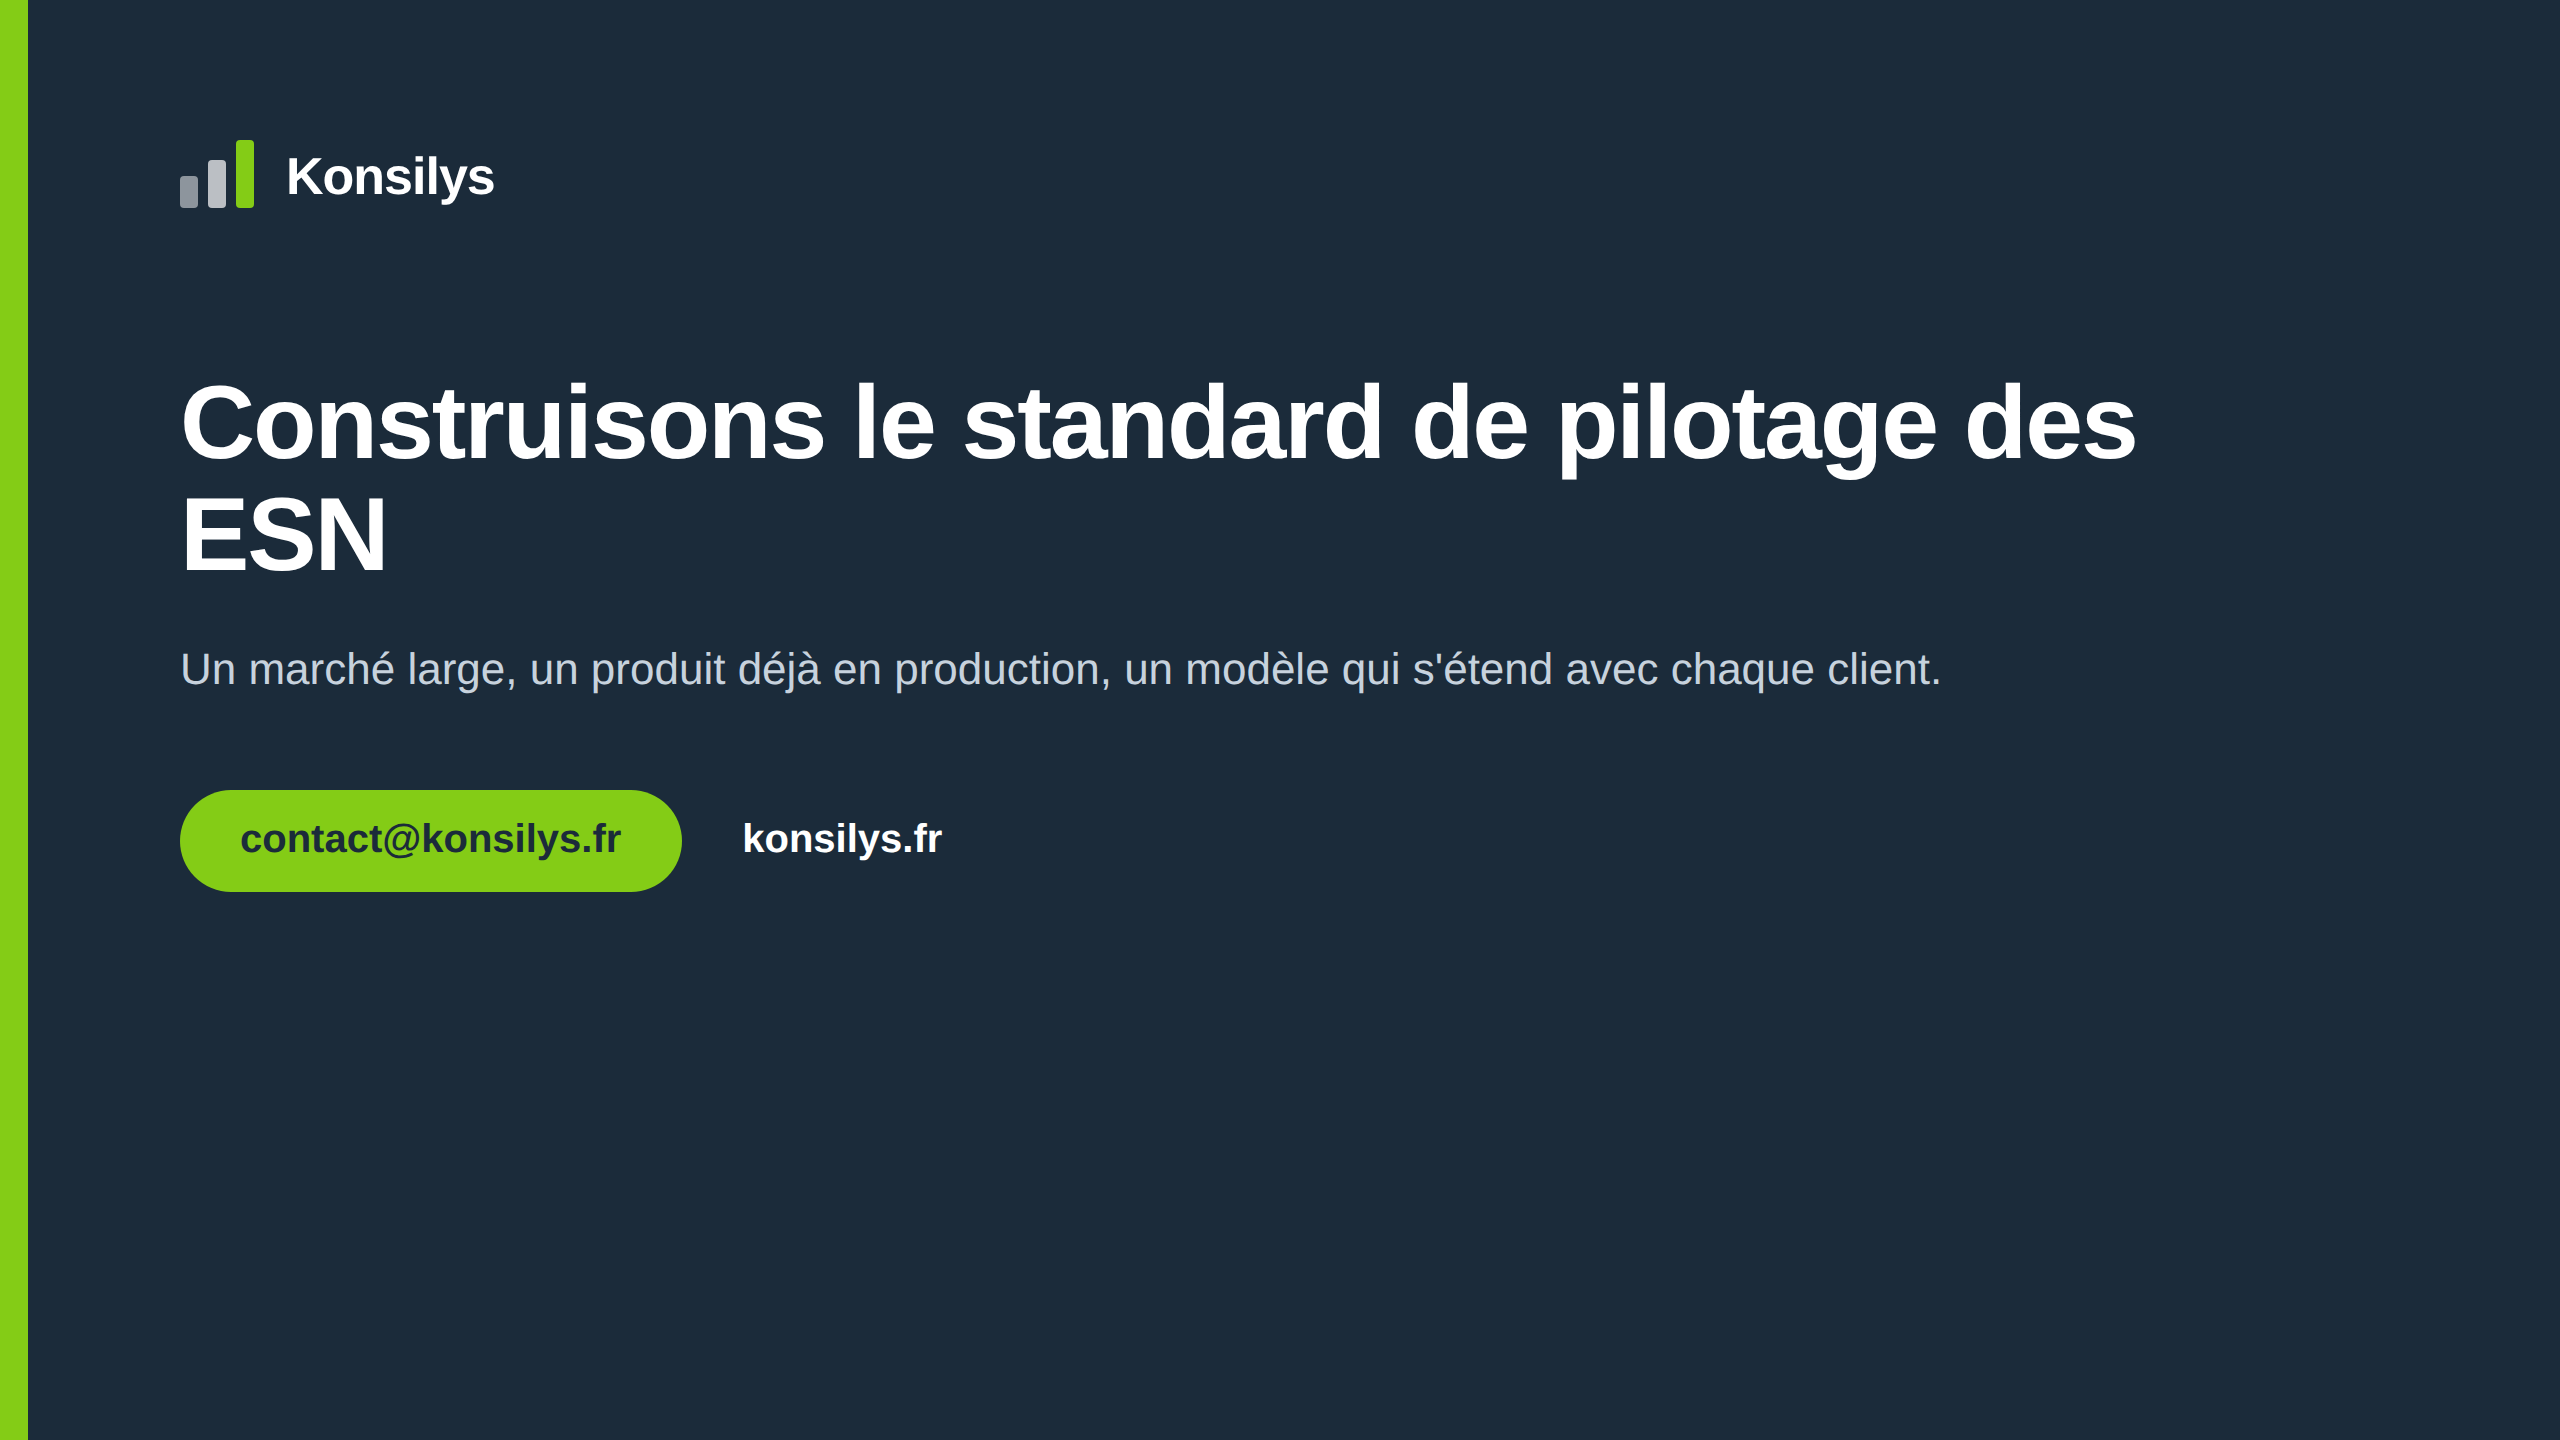 Konsilys
Construisons le standard de pilotage des
ESN
Un marché large, un produit déjà en production, un modèle qui s'étend avec chaque client.
contact@konsilys.fr
konsilys.fr